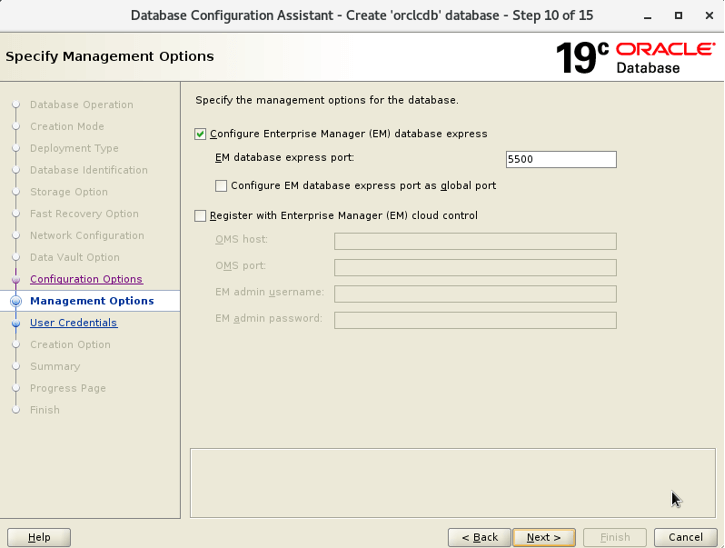 Database Configuration Assistant - Create 'orclcdb' database - Step 10 of 15
Specify Management Options
19c ORACLE
Database
Database Operation
Creation Mode
Deployment Type
Database Identification
Storage Option
Fast Recovery Option
Network Configuration
Data Vault Option
Configuration Options
Management Options
User Credentials
Creation Option
Summary
Progress Page
Finish
Specify the management options for the database.
Configure Enterprise Manager (EM) database express
EM database express port: 5500
Configure EM database express port as global port
Register with Enterprise Manager (EM) cloud control
OMS host:
OMS port:
EM admin username:
EM admin password:
Help
< Back
Next >
Finish
Cancel